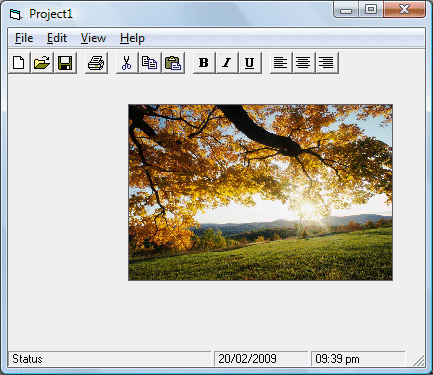 Project1
File Edit View Help
B I U
Status 20/02/2009 09:39 pm